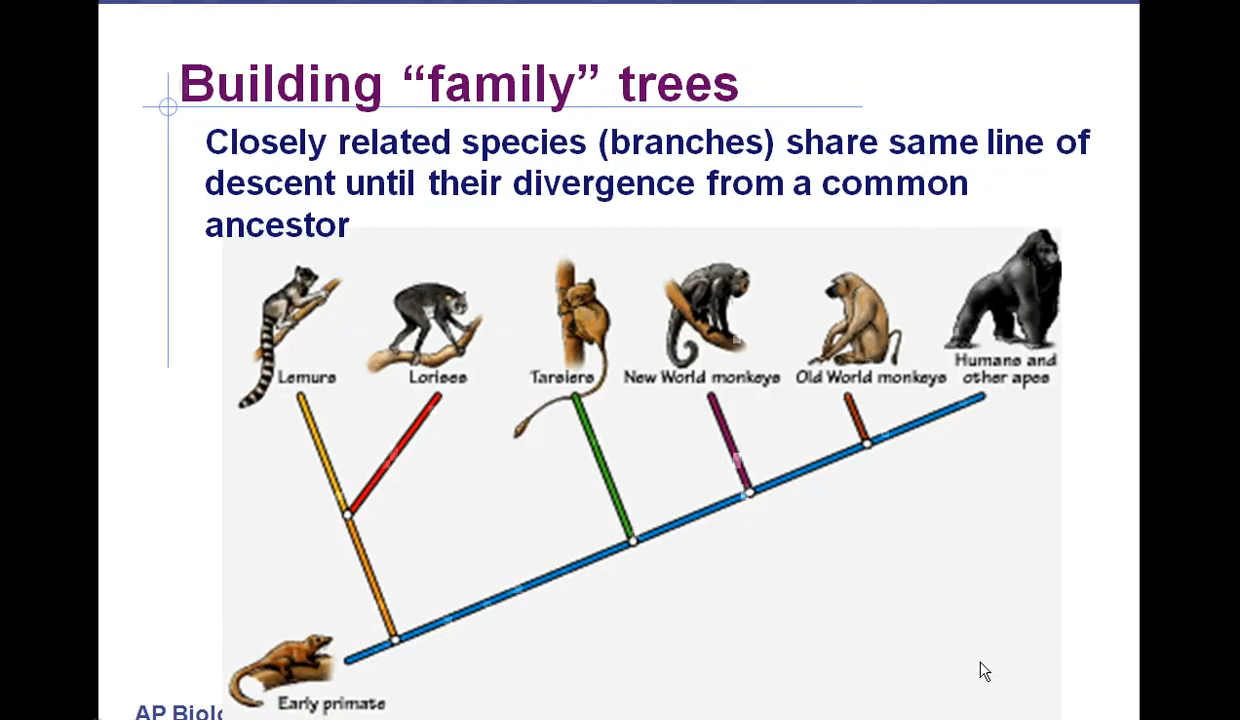 Building “family” trees
Closely related species (branches) share same line of
descent until their divergence from a common
ancestor
Lemurs
Lorises
Tarsiers
New World monkeys
Old World monkeys
Humans and
other apes
Early primate
AP Biolo